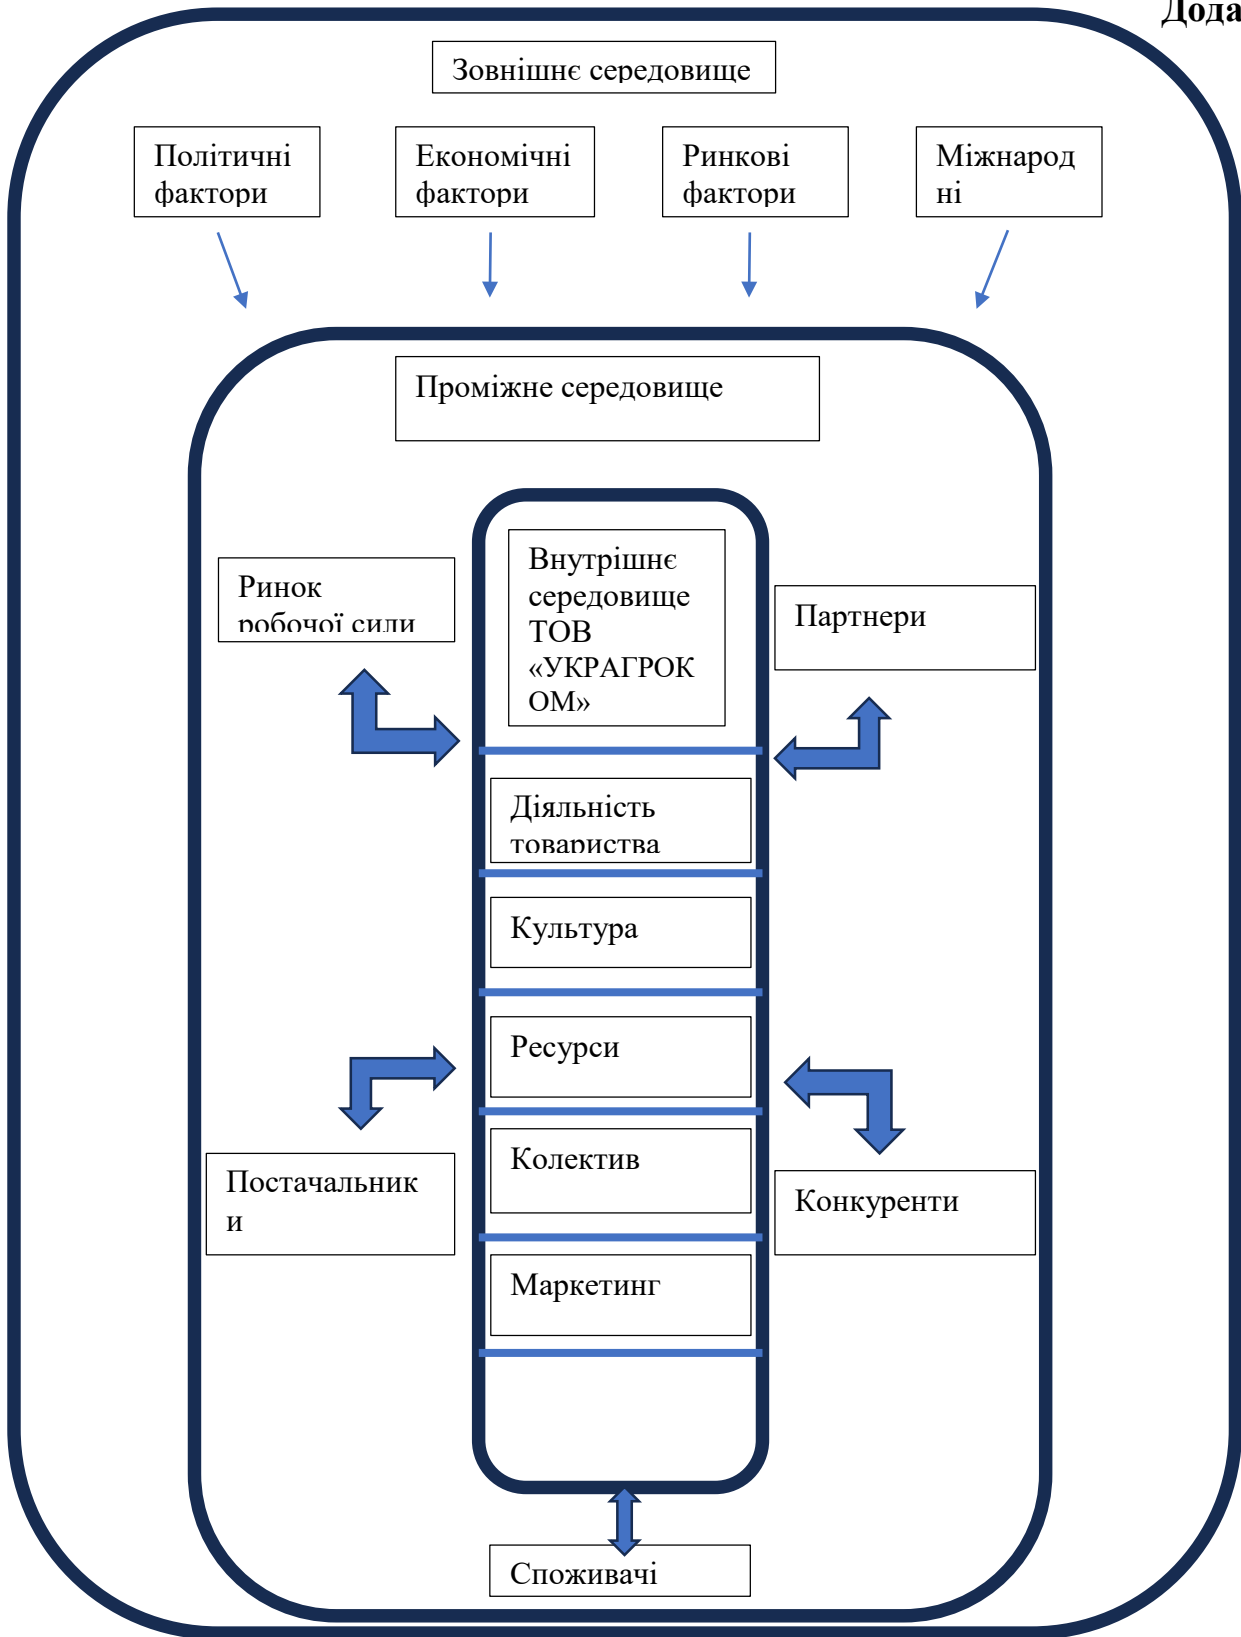 Дода
Зовнішнє середовище
Політичні
фактори
Економічні
фактори
Ринкові
фактори
Міжнарод
ні
Проміжне середовище
Внутрішнє
середовище
ТОВ
«УКРАГРОК
ОМ»
Ринок
робочої сили
Партнери
Діяльність
товариства
Культура
Ресурси
Колектив
Постачальник
и
Конкуренти
Маркетинг
Споживачі